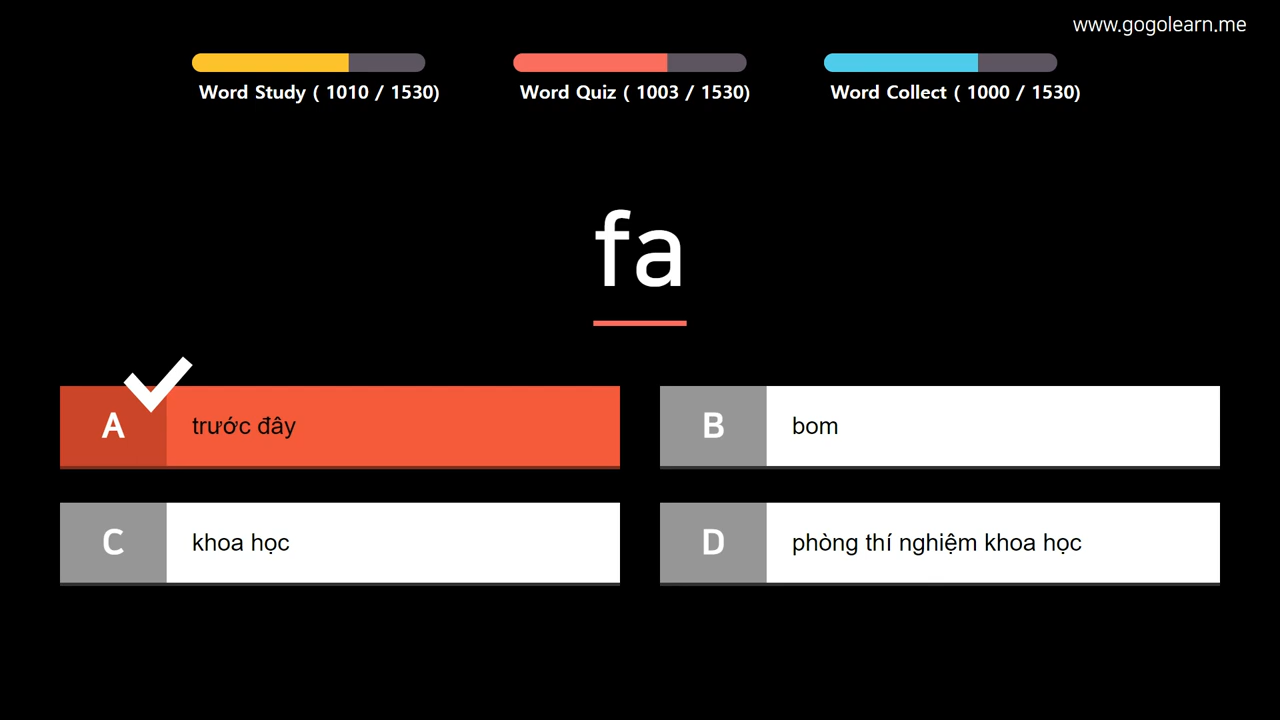 www.gogolearn.me
Word Study ( 1010 / 1530)
Word Quiz ( 1003 / 1530)
Word Collect ( 1000 / 1530)
fa
A trước đây
B bom
C khoa học
D phòng thí nghiệm khoa học